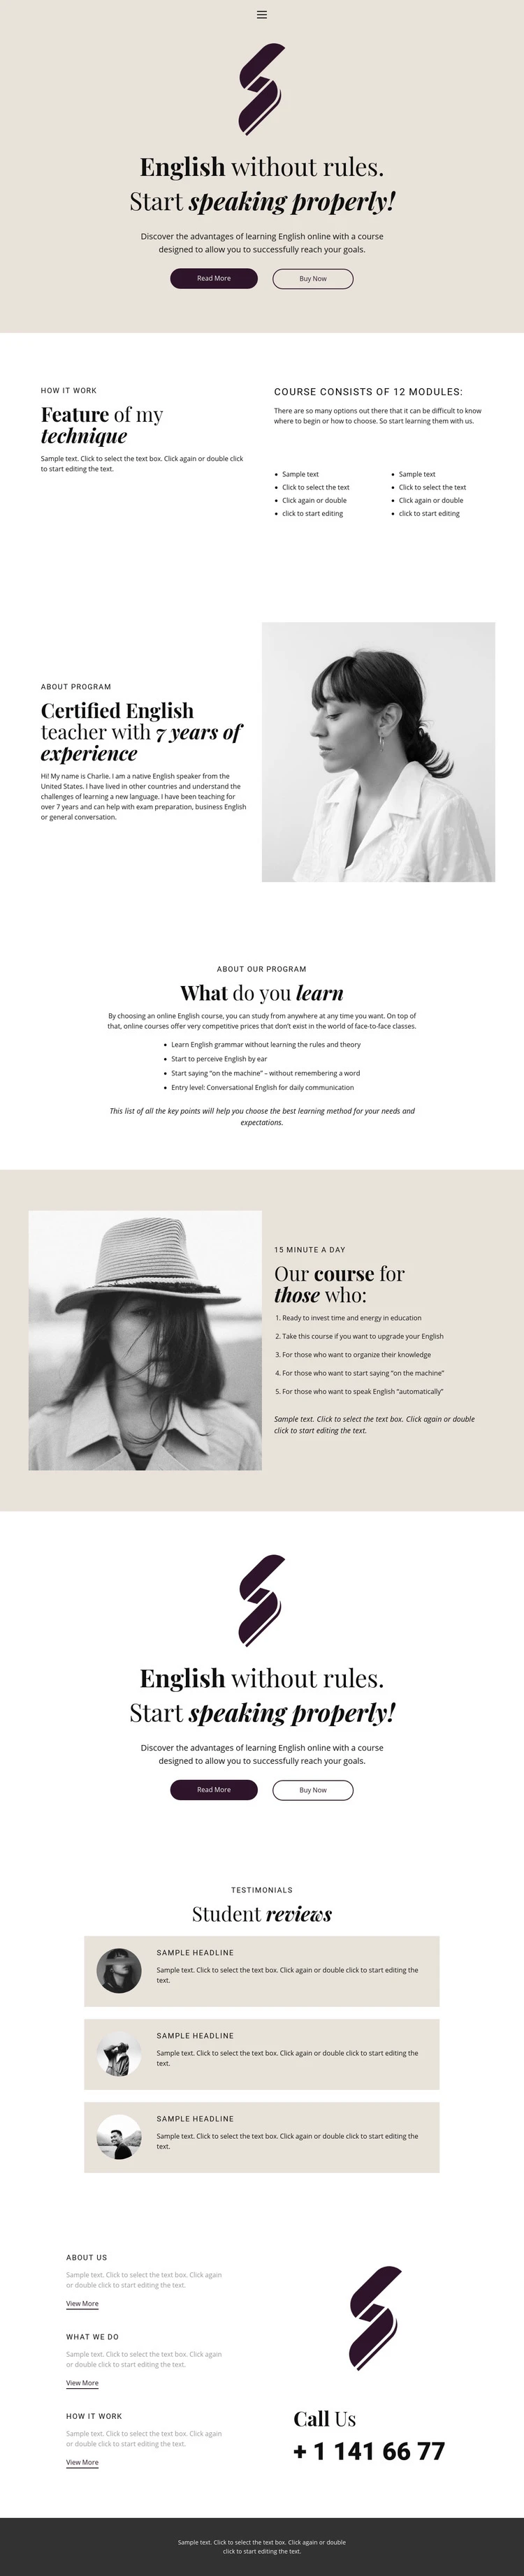 English without rules.
Start speaking properly!
Discover the advantages of learning English online with a course
designed to allow you to successfully reach your goals.
Read More
Buy Now
HOW IT WORK
Feature of my
technique
Sample text. Click to select the text box. Click again or double click
to start editing the text.
COURSE CONSISTS OF 12 MODULES:
There are so many options out there that it can be difficult to know
where to begin or how to choose. So start learning them with us.
Sample text
Click to select the text
Click again or double
click to start editing
Sample text
Click to select the text
Click again or double
click to start editing
ABOUT PROGRAM
Certified English
teacher with 7 years of
experience
Hi! My name is Charlie. I am a native English speaker from the
United States. I have lived in other countries and understand the
challenges of learning a new language. I have been teaching for
over 7 years and can help with exam preparation, business English
or general conversation.
ABOUT OUR PROGRAM
What do you learn
By choosing an online English course, you can study from anywhere at any time you want. On top of
that, online courses offer very competitive prices that don’t exist in the world of face-to-face classes.
Learn English grammar without learning the rules and theory
Start to perceive English by ear
Start saying “on the machine” – without remembering a word
Entry level: Conversational English for daily communication
This list of all the key points will help you choose the best learning method for your needs and
expectations.
15 MINUTE A DAY
Our course for
those who:
1. Ready to invest time and energy in education
2. Take this course if you want to upgrade your English
3. For those who want to organize their knowledge
4. For those who want to start saying “on the machine”
5. For those who want to speak English “automatically”
Sample text. Click to select the text box. Click again or double
click to start editing the text.
English without rules.
Start speaking properly!
Discover the advantages of learning English online with a course
designed to allow you to successfully reach your goals.
Read More
Buy Now
TESTIMONIALS
Student reviews
SAMPLE HEADLINE
Sample text. Click to select the text box. Click again or double click to start editing the
text.
SAMPLE HEADLINE
Sample text. Click to select the text box. Click again or double click to start editing the
text.
SAMPLE HEADLINE
Sample text. Click to select the text box. Click again or double click to start editing the
text.
ABOUT US
Sample text. Click to select the text box. Click again
or double click to start editing the text.
View More
WHAT WE DO
Sample text. Click to select the text box. Click again
or double click to start editing the text.
View More
HOW IT WORK
Sample text. Click to select the text box. Click again
or double click to start editing the text.
View More
Call Us
+ 1 141 66 77
Sample text. Click to select the text box. Click again or double
click to start editing the text.